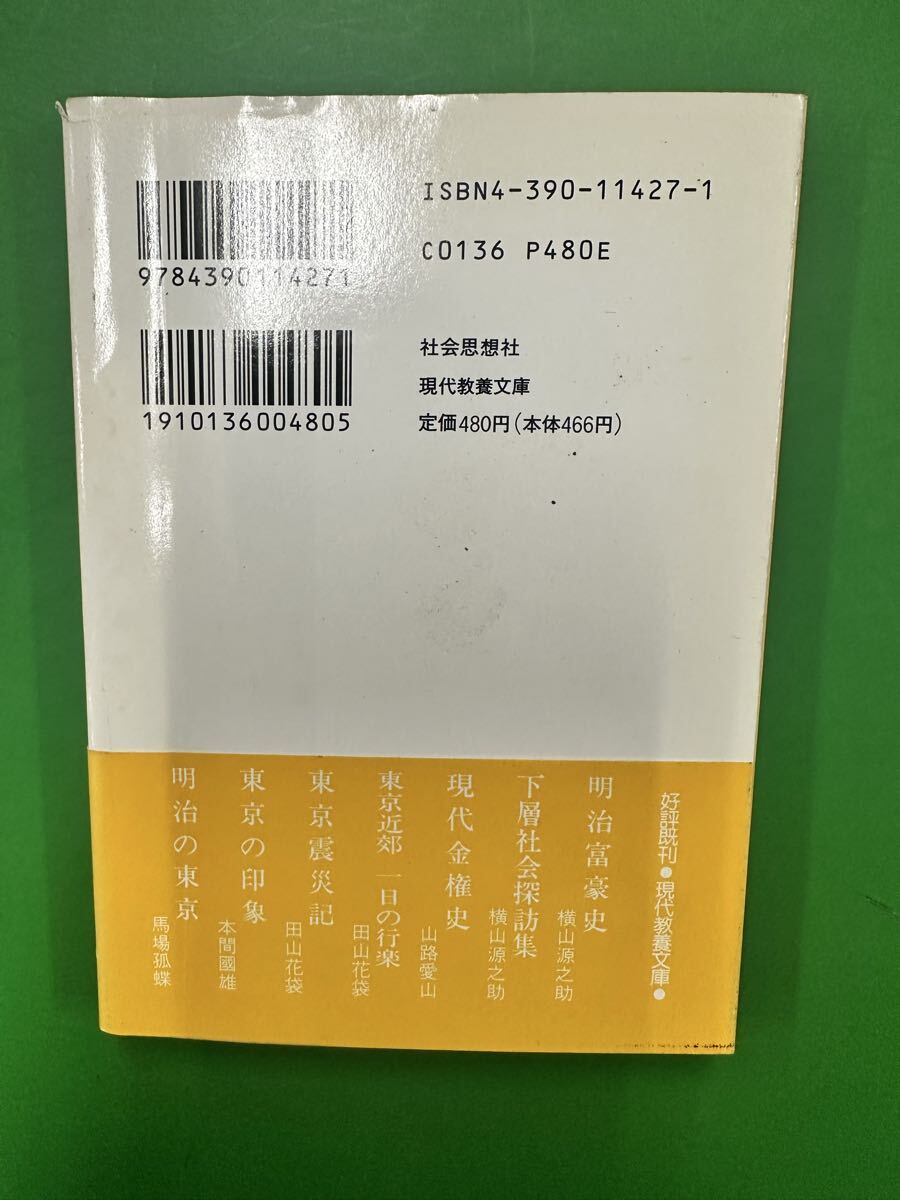 ISBN4-390-11427-1
9784390114271
C0136 P480E
1910136004805
社会思想社
現代教養文庫
定価480円(本体466円)
好評既刊●現代教養文庫●
明治富豪史
横山源之助
下層社会探訪集
横山源之助
現代金権史
山路愛山
東京近郊 一日の行楽
田山花袋
東京震災記
田山花袋
東京の印象
本間國雄
明治の東京
馬場孤蝶